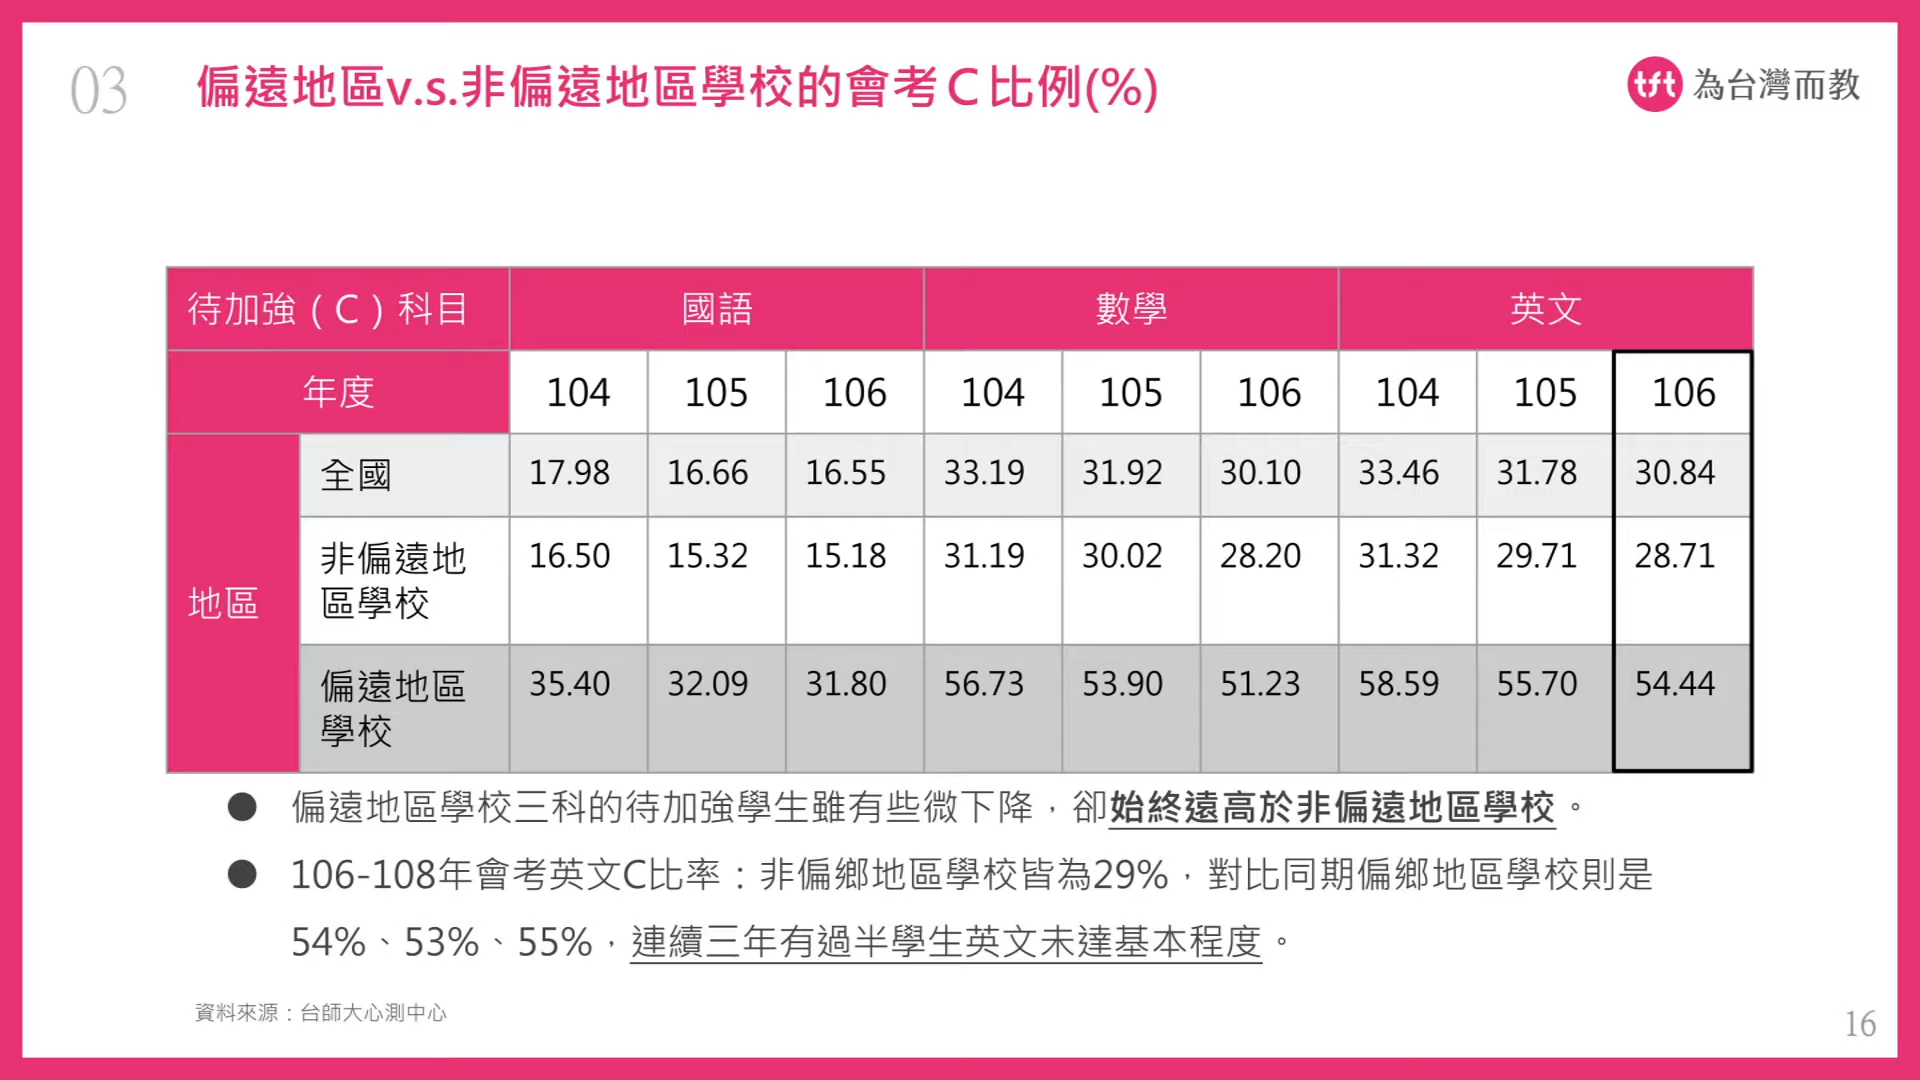 03
偏遠地區v.s.非偏遠地區學校的會考C比例(%)
tft 為台灣而教
待加強（C）科目 國語 數學 英文
年度 104 105 106 104 105 106 104 105 106
地區
全國 17.98 16.66 16.55 33.19 31.92 30.10 33.46 31.78 30.84
非偏遠地
區學校 16.50 15.32 15.18 31.19 30.02 28.20 31.32 29.71 28.71
偏遠地區
學校 35.40 32.09 31.80 56.73 53.90 51.23 58.59 55.70 54.44
● 偏遠地區學校三科的待加強學生雖有些微下降，卻始終遠高於非偏遠地區學校。
● 106-108年會考英文C比率：非偏鄉地區學校皆為29%，對比同期偏鄉地區學校則是
54%、53%、55%，連續三年有過半學生英文未達基本程度。
資料來源：台師大心測中心
16